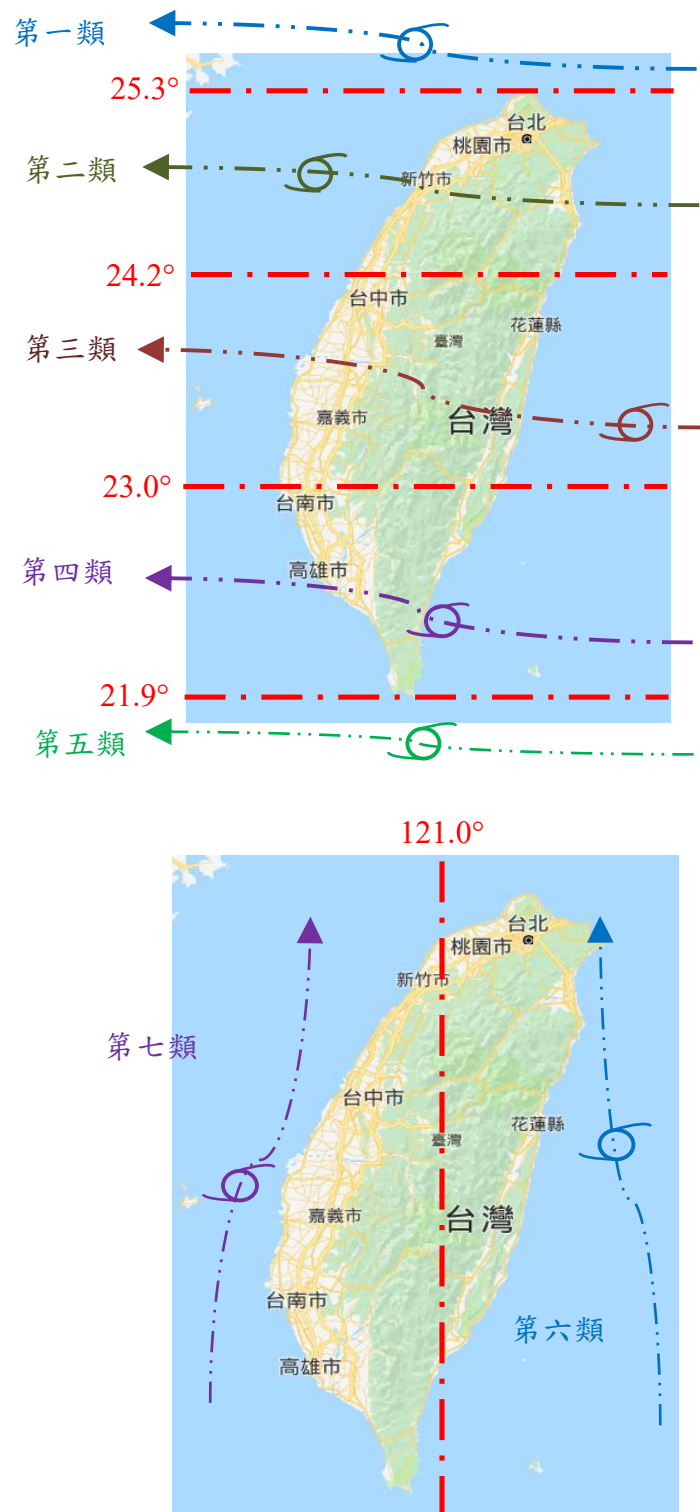 第一類
25.3°
台北
桃園市
第二類
新竹市
24.2°
台中市
花蓮縣
第三類
臺灣
嘉義市
台灣
23.0°
台南市
第四類
高雄市
21.9°
第五類
121.0°
台北
桃園市
新竹市
第七類
台中市
花蓮縣
臺灣
嘉義市
台灣
台南市
第六類
高雄市